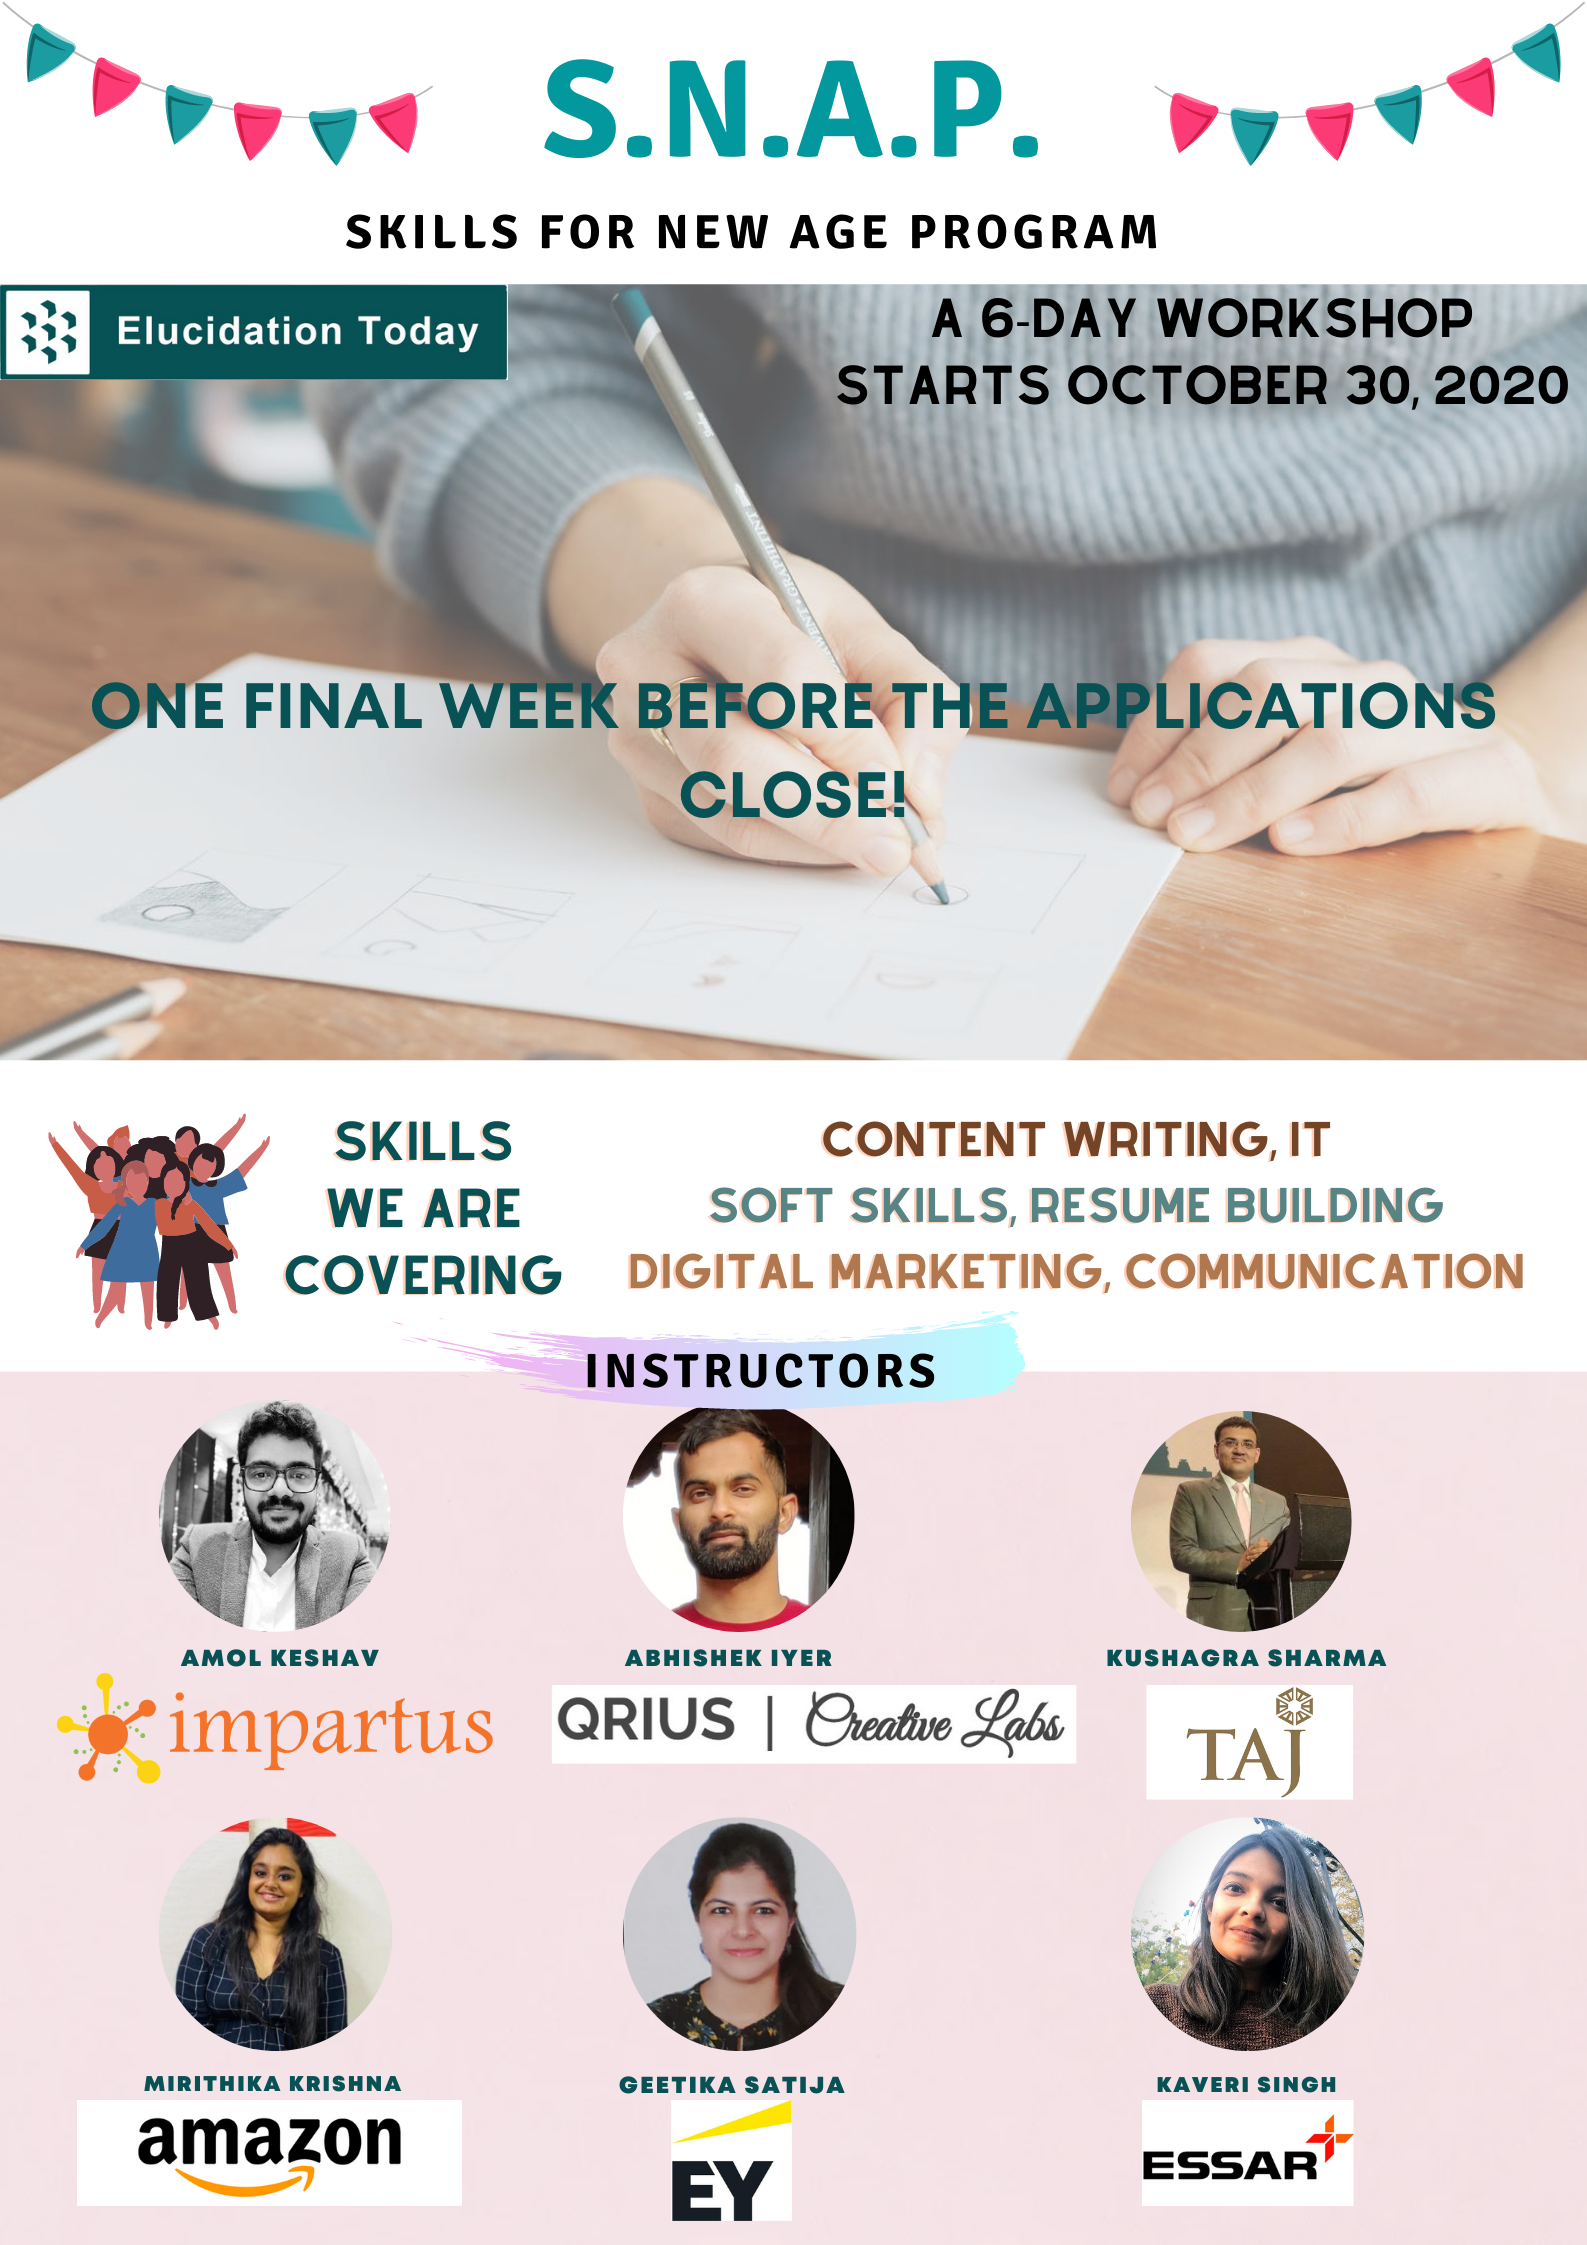 S.N.A.P.
SKILLS FOR NEW AGE PROGRAM
Elucidation Today
A 6-DAY WORKSHOP
STARTS OCTOBER 30, 2020
ONE FINAL WEEK BEFORE THE APPLICATIONS
CLOSE!
SKILLS
WE ARE
COVERING
CONTENT WRITING, IT
SOFT SKILLS, RESUME BUILDING
DIGITAL MARKETING, COMMUNICATION
INSTRUCTORS
AMOL KESHAV
ABHISHEK IYER
KUSHAGRA SHARMA
impartus
QRIUS | Creative Labs
TAJ
MIRITHIKA KRISHNA
GEETIKA SATIJA
KAVERI SINGH
amazon
EY
ESSAR